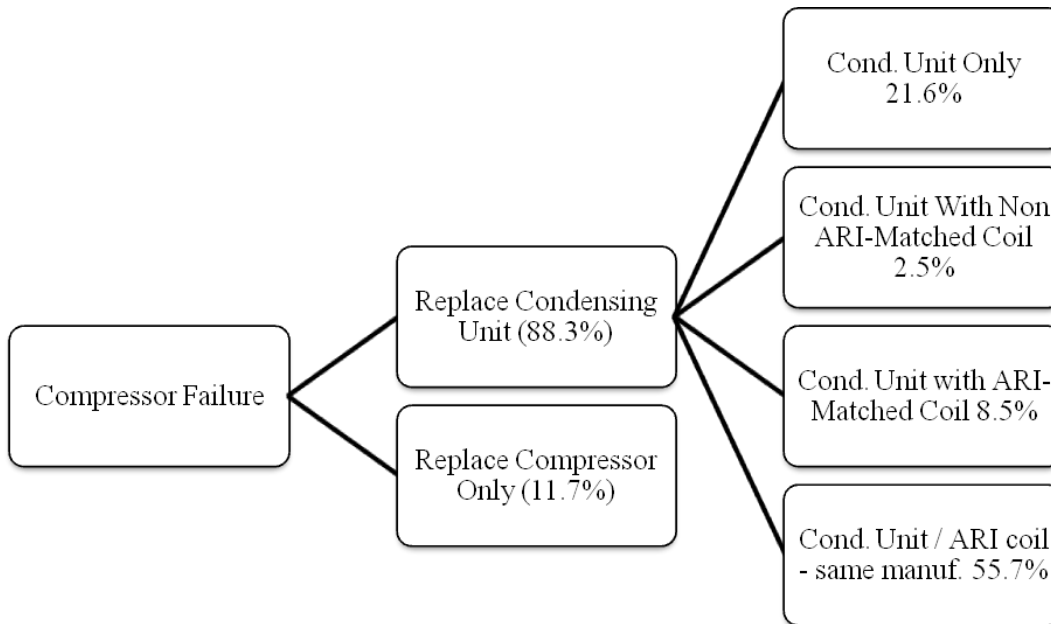 Compressor Failure
Replace Condensing
Unit (88.3%)
Replace Compressor
Only (11.7%)
Cond. Unit Only
21.6%
Cond. Unit With Non
ARI-Matched Coil
2.5%
Cond. Unit with ARI-
Matched Coil 8.5%
Cond. Unit / ARI coil
- same manuf. 55.7%